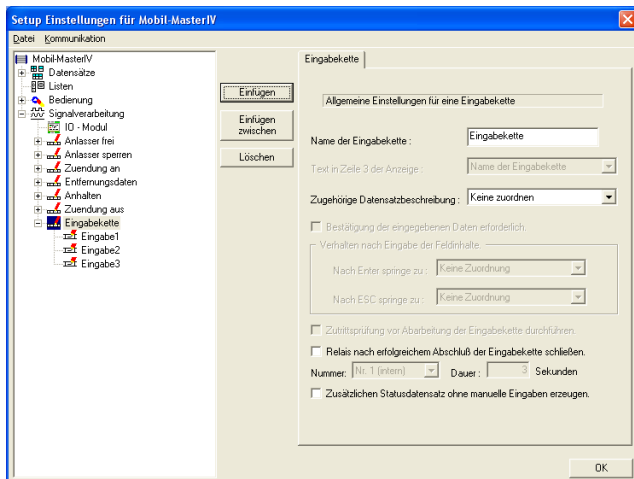 Setup Einstellungen für Mobil-MasterIV
Datei Kommunikation
Mobil-MasterIV
Datensätze
Listen
Bedienung
Signalverarbeitung
IO - Modul
Anlasser frei
Anlasser sperren
Zuendung an
Entfernungsdaten
Anhalten
Zuendung aus
Eingabekette
Eingabe1
Eingabe2
Eingabe3
Einfügen
Einfügen
zwischen
Löschen
Eingabekette
Allgemeine Einstellungen für eine Eingabekette
Name der Eingabekette : Eingabekette
Text in Zeile 3 der Anzeige : Name der Eingabekette
Zugehörige Datensatzbeschreibung : Keine zuordnen
Bestätigung der eingegebenen Daten erforderlich.
Verhalten nach Eingabe der Feldinhalte
Nach Enter springe zu : Keine Zuordnung
Nach ESC springe zu : Keine Zuordnung
Zutrittsprüfung vor Abarbeitung der Eingabekette durchführen.
Relais nach erfolgreichem Abschluß der Eingabekette schließen.
Nummer: Nr. 1 (intern) Dauer : 3 Sekunden
Zusätzlichen Statusdatensatz ohne manuelle Eingaben erzeugen.
OK